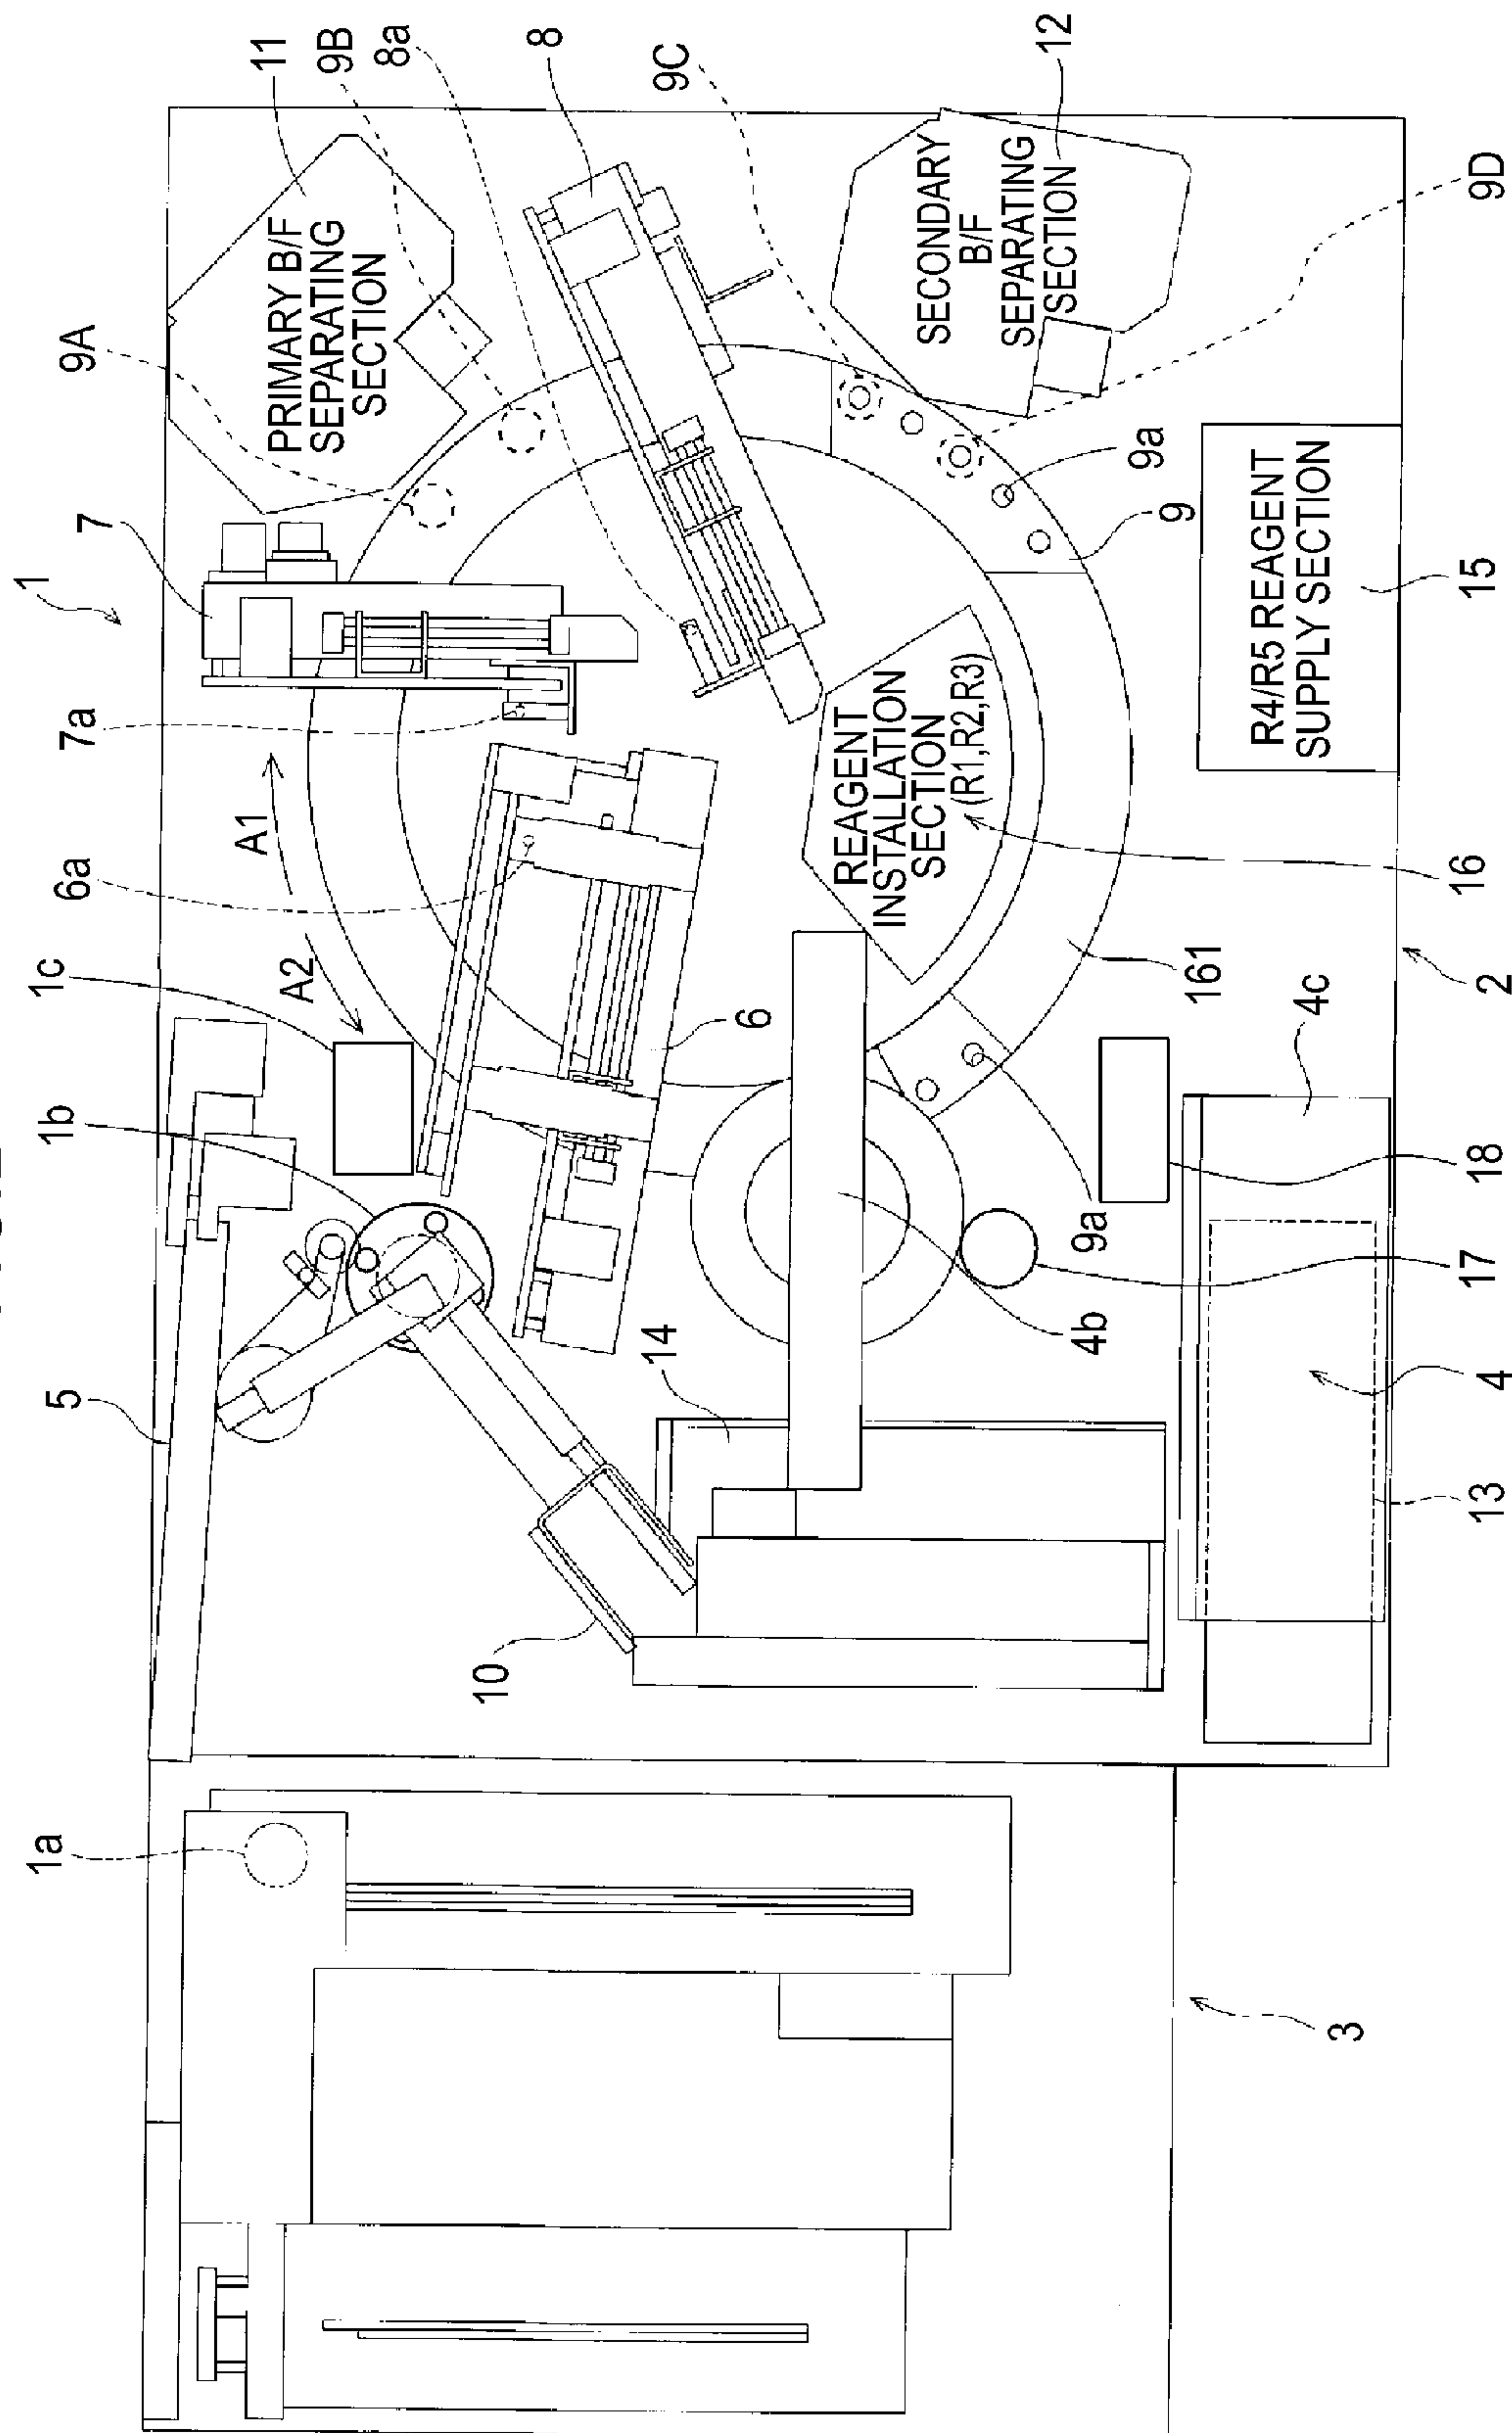 1
1a
1b
1c
A2
6a
A1
7a
7
9A
11
9B
8a
8
9C
12
9D
5
PRIMARY B/F
SEPARATING
SECTION
SECONDARY
B/F
SEPARATING
SECTION
REAGENT
INSTALLATION
SECTION
(R1,R2,R3)
R4/R5 REAGENT
SUPPLY SECTION
10
14
6
4b
9a
9a
9
161
16
15
3
13
4
17
18
4c
2